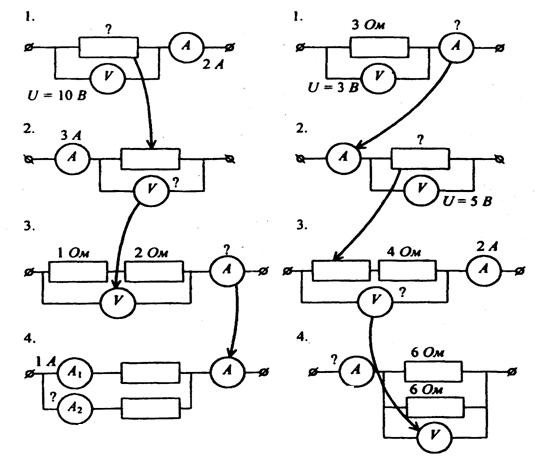 1.
?
A
2 А
V
U = 10 В
2.
3 А
A
V
?
3.
1 Ом
2 Ом
?
A
V
4.
1 А
A₁
A
?
A₂
1.
3 Ом
?
A
V
U = 3 В
2.
?
A
V
U = 5 В
3.
4 Ом
2 А
A
V
?
4.
?
A
6 Ом
6 Ом
V